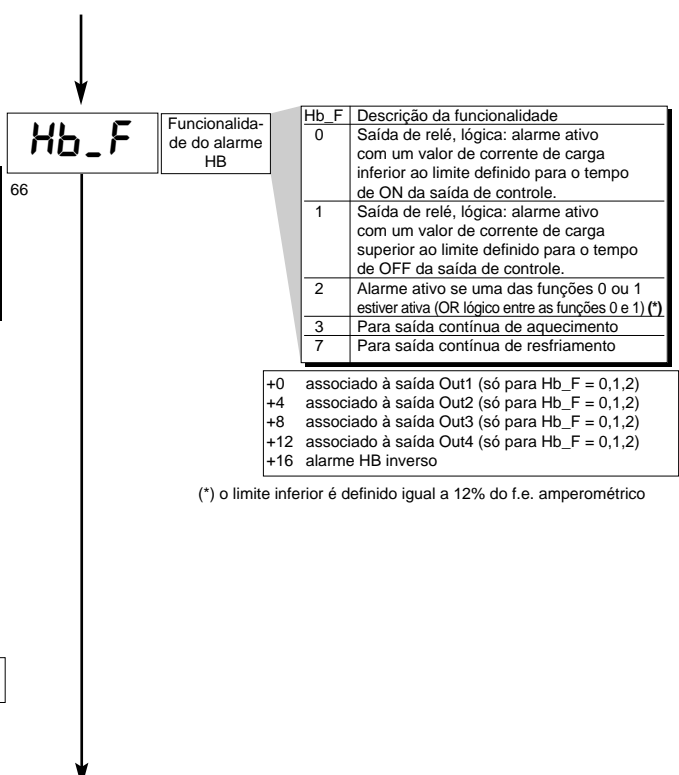 Hb_F
Funcionalida-
de do alarme
HB
66
Hb_F Descrição da funcionalidade
0 Saída de relé, lógica: alarme ativo
com um valor de corrente de carga
inferior ao limite definido para o tempo
de ON da saída de controle.
1 Saída de relé, lógica: alarme ativo
com um valor de corrente de carga
superior ao limite definido para o tempo
de OFF da saída de controle.
2 Alarme ativo se uma das funções 0 ou 1
estiver ativa (OR lógico entre as funções 0 e 1) (*)
3 Para saída contínua de aquecimento
7 Para saída contínua de resfriamento
+0 associado à saída Out1 (só para Hb_F = 0,1,2)
+4 associado à saída Out2 (só para Hb_F = 0,1,2)
+8 associado à saída Out3 (só para Hb_F = 0,1,2)
+12 associado à saída Out4 (só para Hb_F = 0,1,2)
+16 alarme HB inverso
(*) o limite inferior é definido igual a 12% do f.e. amperométrico